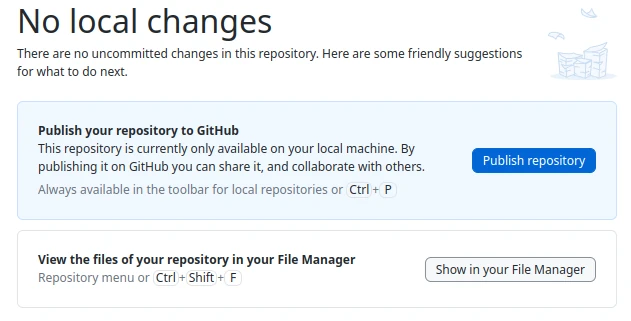 No local changes
There are no uncommitted changes in this repository. Here are some friendly suggestions
for what to do next.
Publish your repository to GitHub
This repository is currently only available on your local machine. By
publishing it on GitHub you can share it, and collaborate with others.
Always available in the toolbar for local repositories or Ctrl + P
Publish repository
View the files of your repository in your File Manager
Repository menu or Ctrl + Shift + F
Show in your File Manager